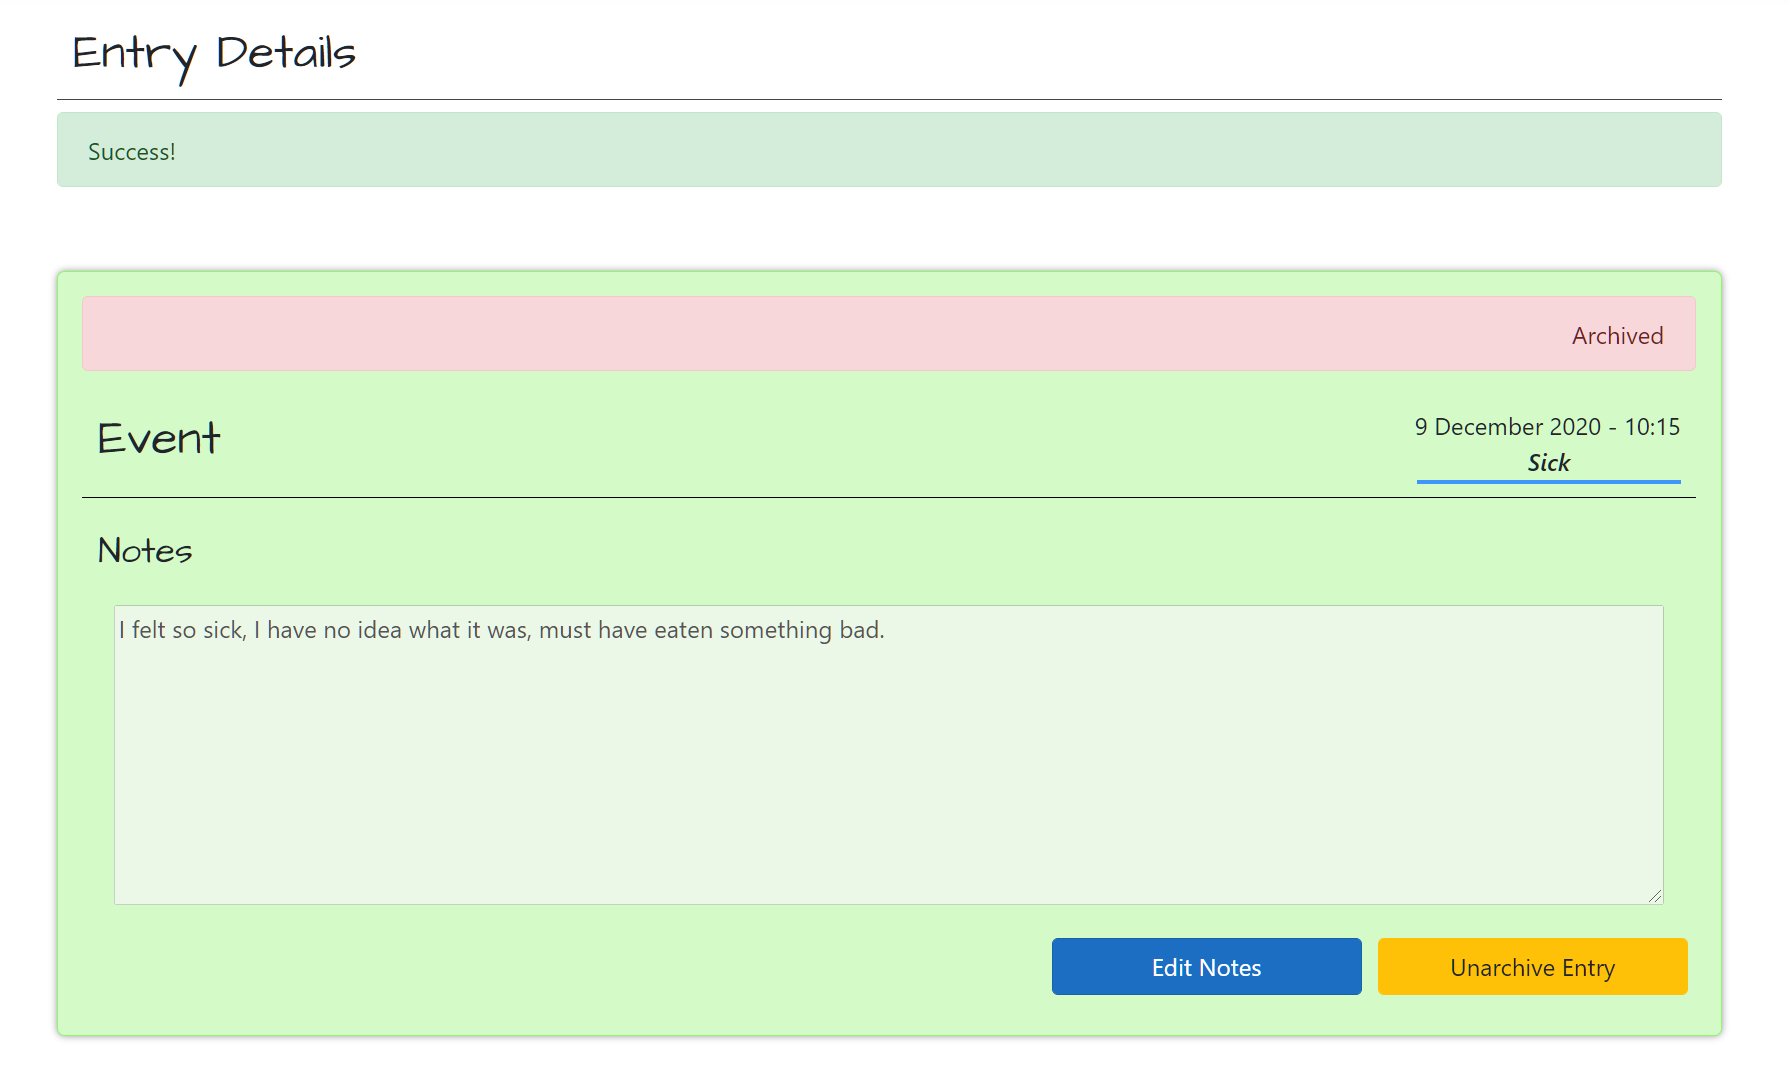 Entry Details
Success!
Archived
Event
9 December 2020 - 10:15
Sick
Notes
I felt so sick, I have no idea what it was, must have eaten something bad.
Edit Notes
Unarchive Entry